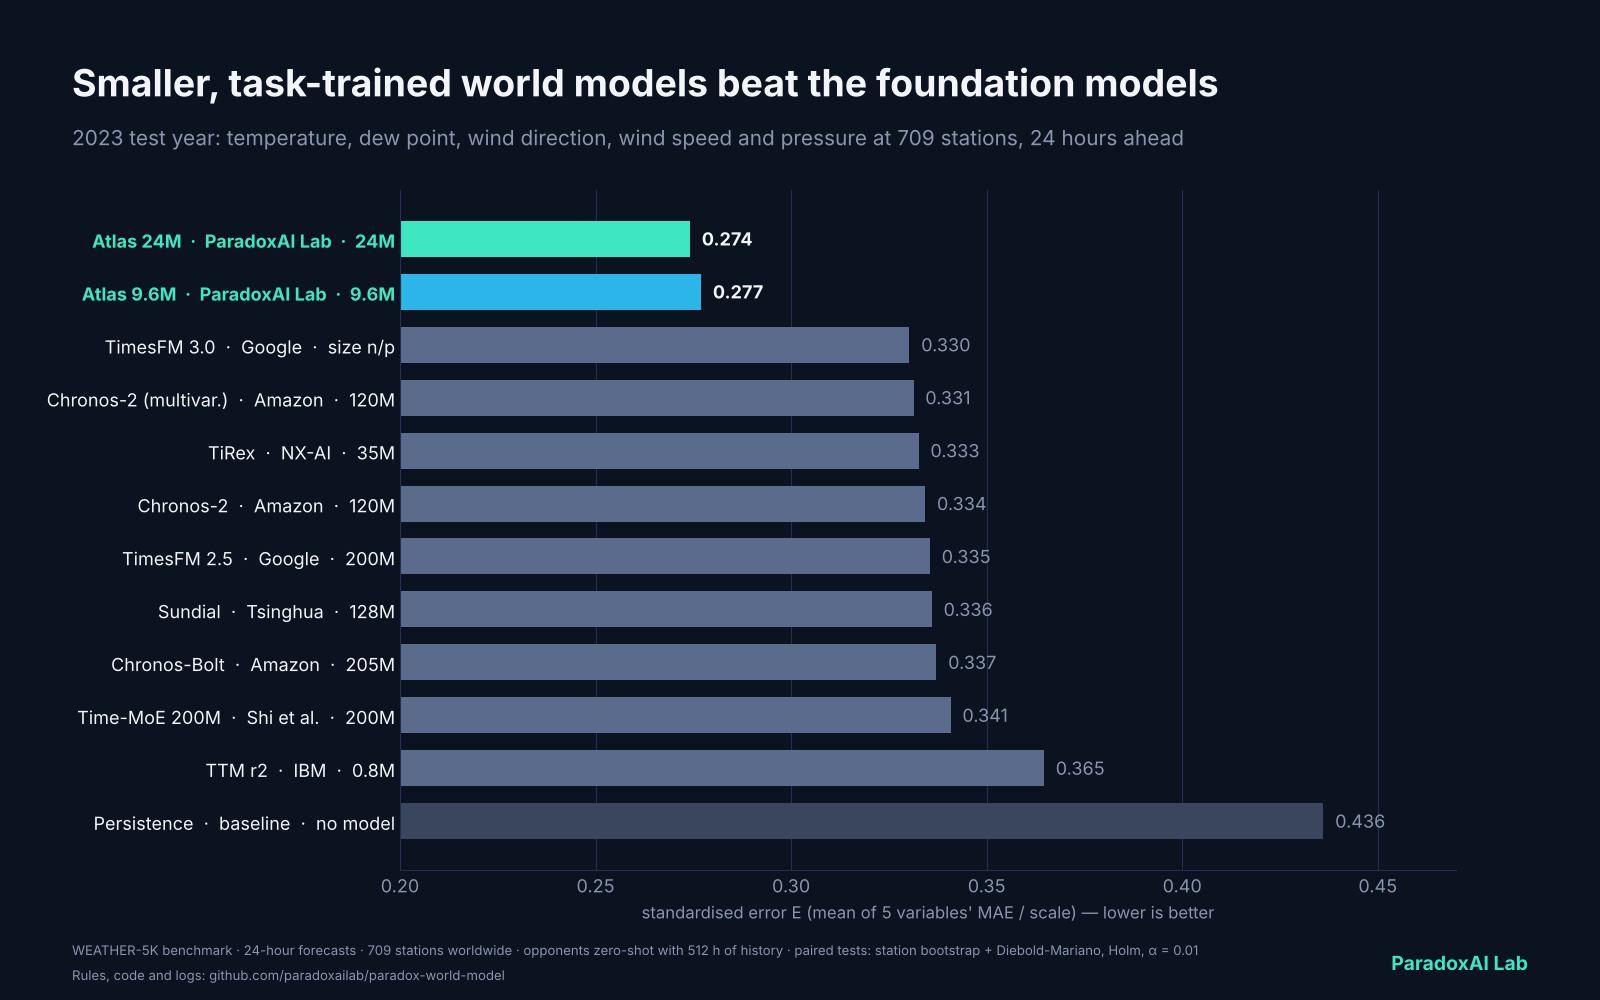 Smaller, task-trained world models beat the foundation models
2023 test year: temperature, dew point, wind direction, wind speed and pressure at 709 stations, 24 hours ahead
Atlas 24M · ParadoxAI Lab · 24M 0.274
Atlas 9.6M · ParadoxAI Lab · 9.6M 0.277
TimesFM 3.0 · Google · size n/p 0.330
Chronos-2 (multivar.) · Amazon · 120M 0.331
TiRex · NX-AI · 35M 0.333
Chronos-2 · Amazon · 120M 0.334
TimesFM 2.5 · Google · 200M 0.335
Sundial · Tsinghua · 128M 0.336
Chronos-Bolt · Amazon · 205M 0.337
Time-MoE 200M · Shi et al. · 200M 0.341
TTM r2 · IBM · 0.8M 0.365
Persistence · baseline · no model 0.436
0.20 0.25 0.30 0.35 0.40 0.45
standardised error E (mean of 5 variables' MAE / scale) — lower is better
WEATHER-5K benchmark · 24-hour forecasts · 709 stations worldwide · opponents zero-shot with 512 h of history · paired tests: station bootstrap + Diebold-Mariano, Holm, α = 0.01
Rules, code and logs: github.com/paradoxailab/paradox-world-model
ParadoxAI Lab